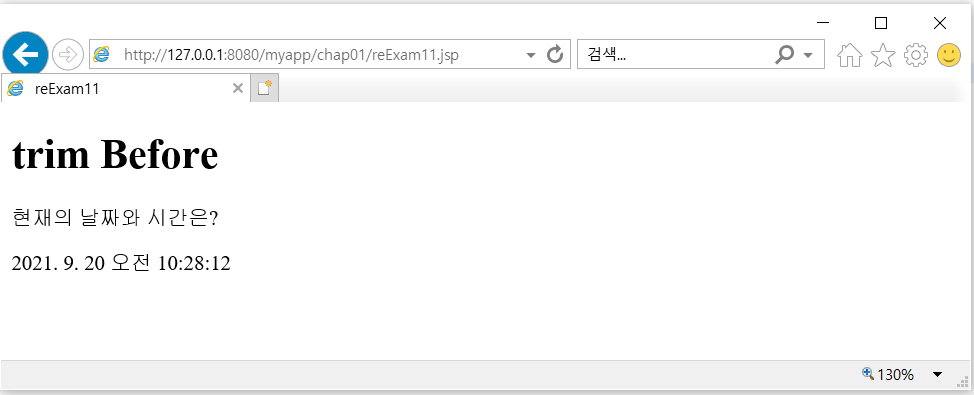 http://127.0.0.1:8080/myapp/chap01/reExam11.jsp
검색...
reExam11
trim Before
현재의 날짜와 시간은?
2021. 9. 20 오전 10:28:12
130%